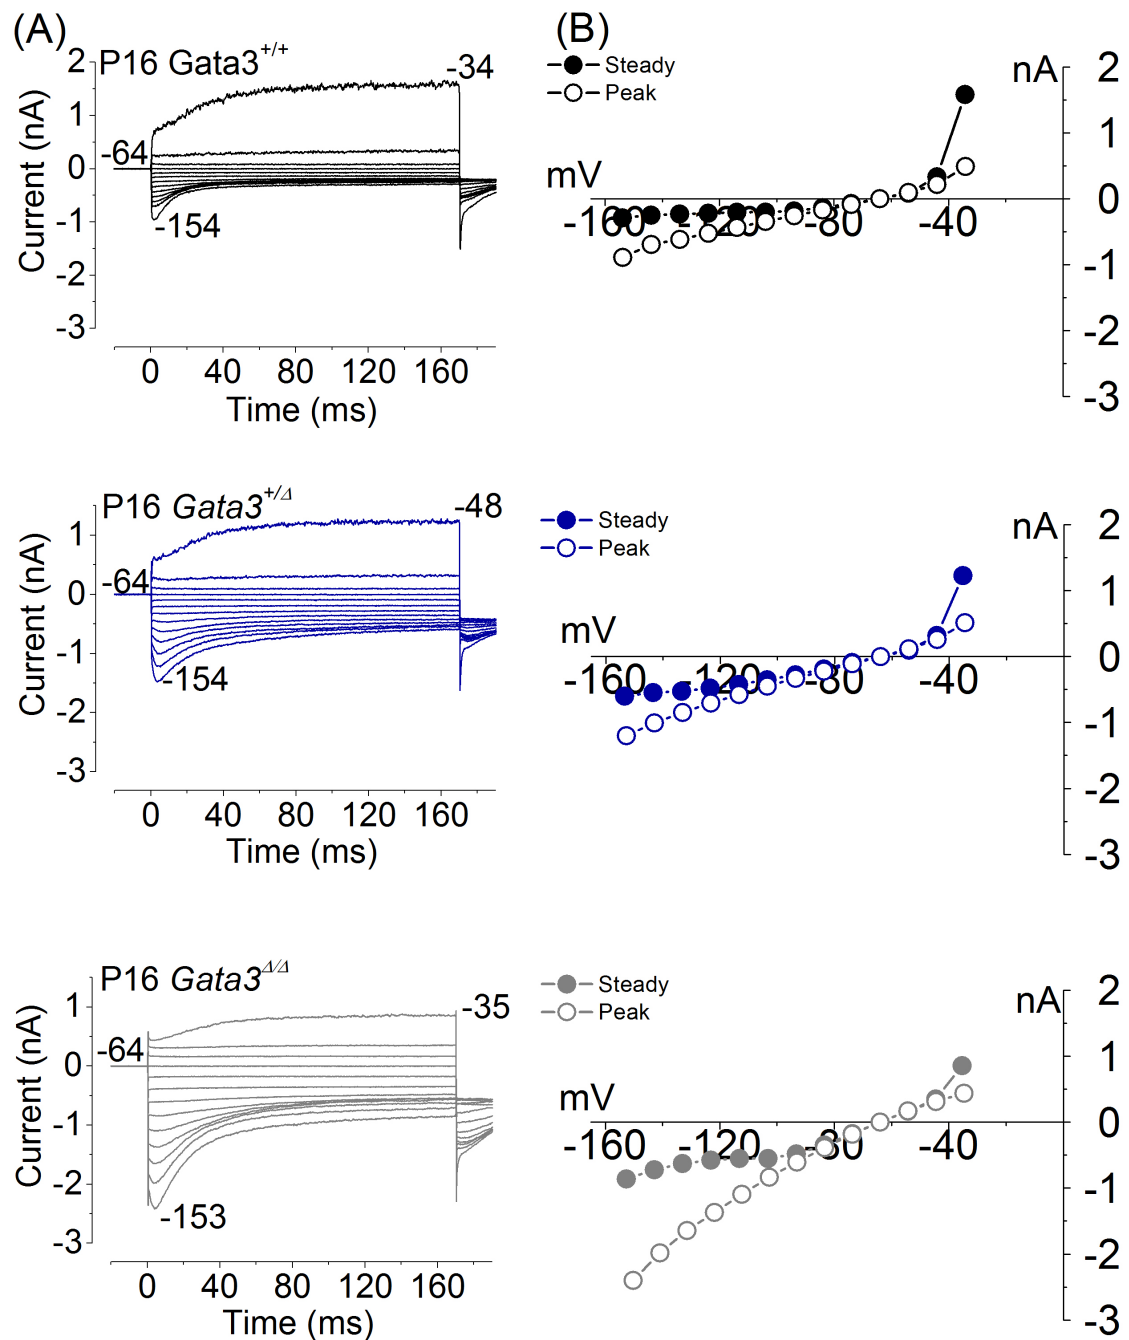 (A)
(B)
P16 Gata3+/+
-34
2
1
0
-1
-2
-3
Current (nA)
-64
-154
0 40 80 120 160
Time (ms)
Steady
Peak
nA
mV
2
1
0
-1
-2
-3
-160 -120 -80 -40
P16 Gata3+/Δ
-48
1
0
-1
-2
-3
Current (nA)
-64
-154
0 40 80 120 160
Time (ms)
Steady
Peak
nA
mV
2
1
0
-1
-2
-3
-160 -120 -80 -40
P16 Gata3Δ/Δ
-35
1
0
-1
-2
-3
Current (nA)
-64
-153
0 40 80 120 160
Time (ms)
Steady
Peak
nA
mV
2
1
0
-1
-2
-3
-160 -120 -80 -40